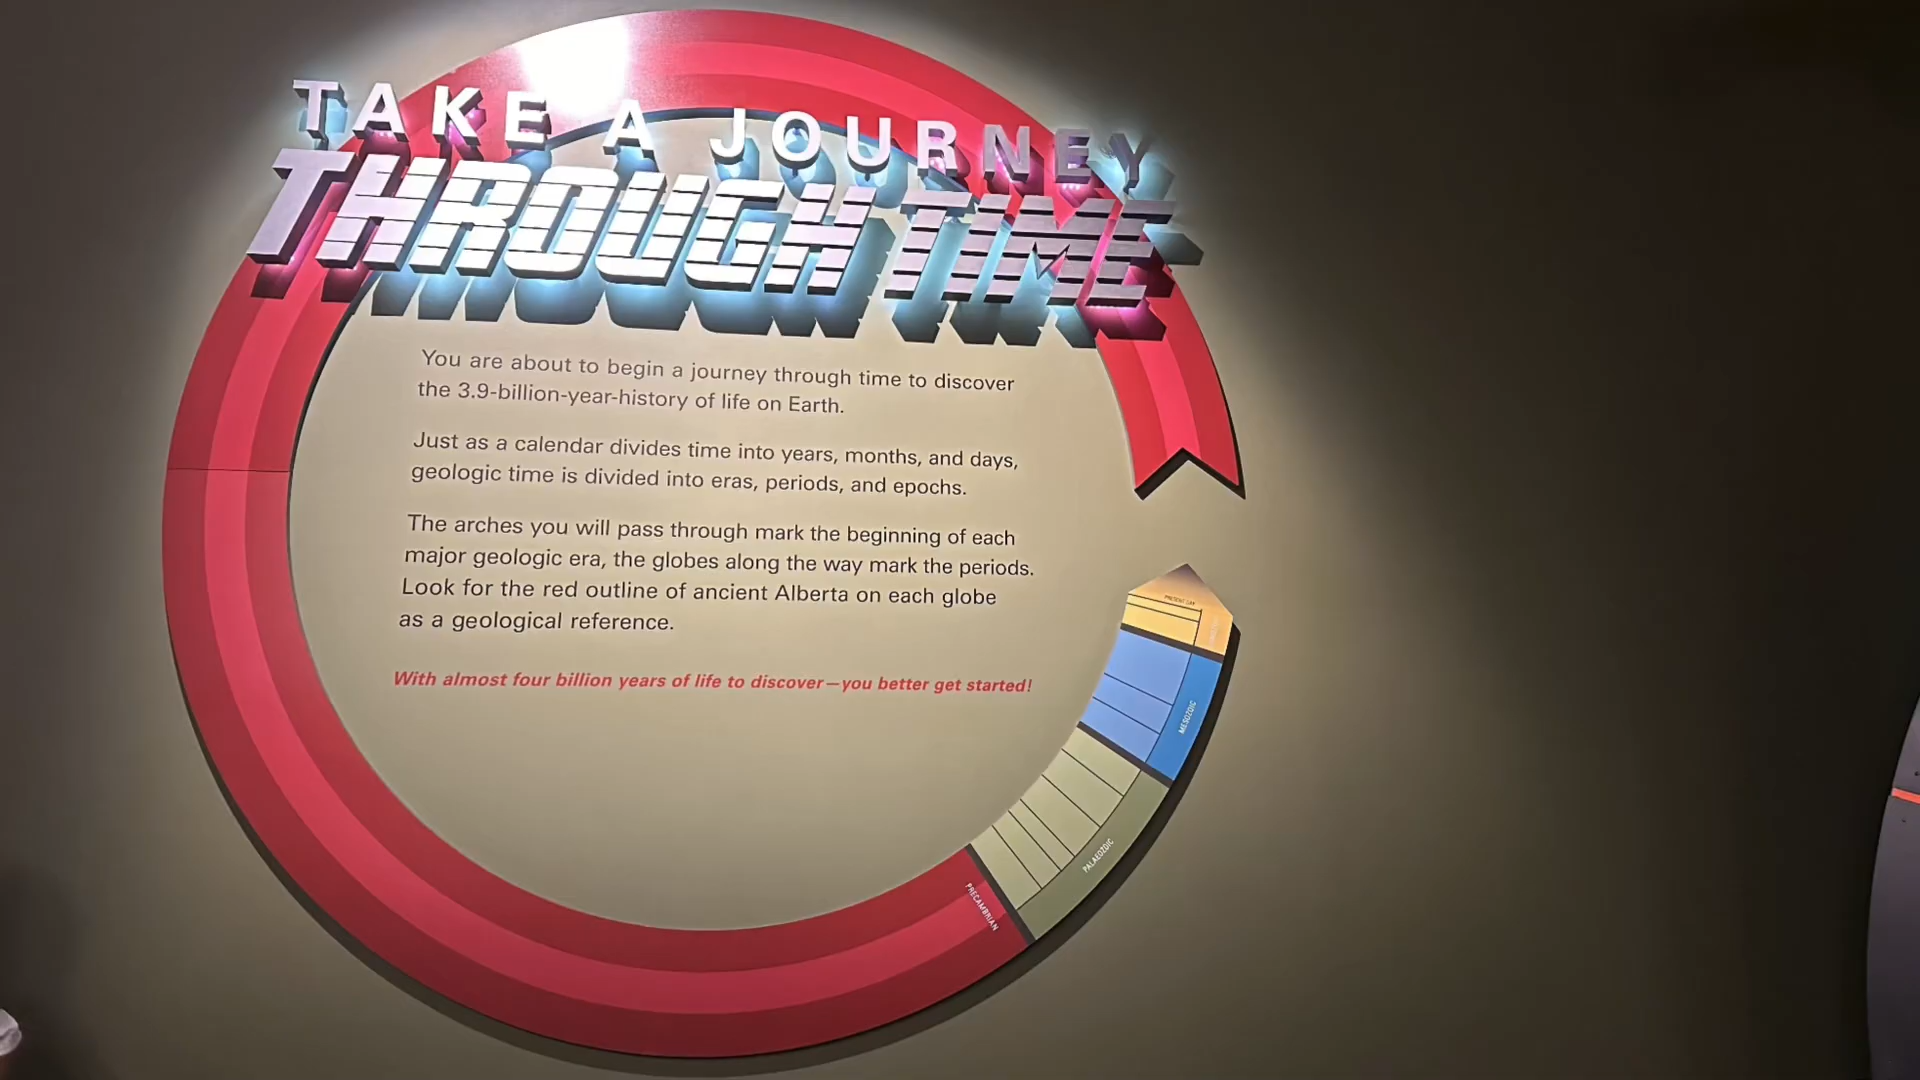 TAKE A JOURNEY
THROUGH TIME
You are about to begin a journey through time to discover
the 3.9-billion-year-history of life on Earth.
Just as a calendar divides time into years, months, and days,
geologic time is divided into eras, periods, and epochs.
The arches you will pass through mark the beginning of each
major geologic era, the globes along the way mark the periods.
Look for the red outline of ancient Alberta on each globe
as a geological reference.
With almost four billion years of life to discover—you better get started!
PRESENT DAY
MESOZOIC
PALAEOZOIC
PRECAMBRIAN